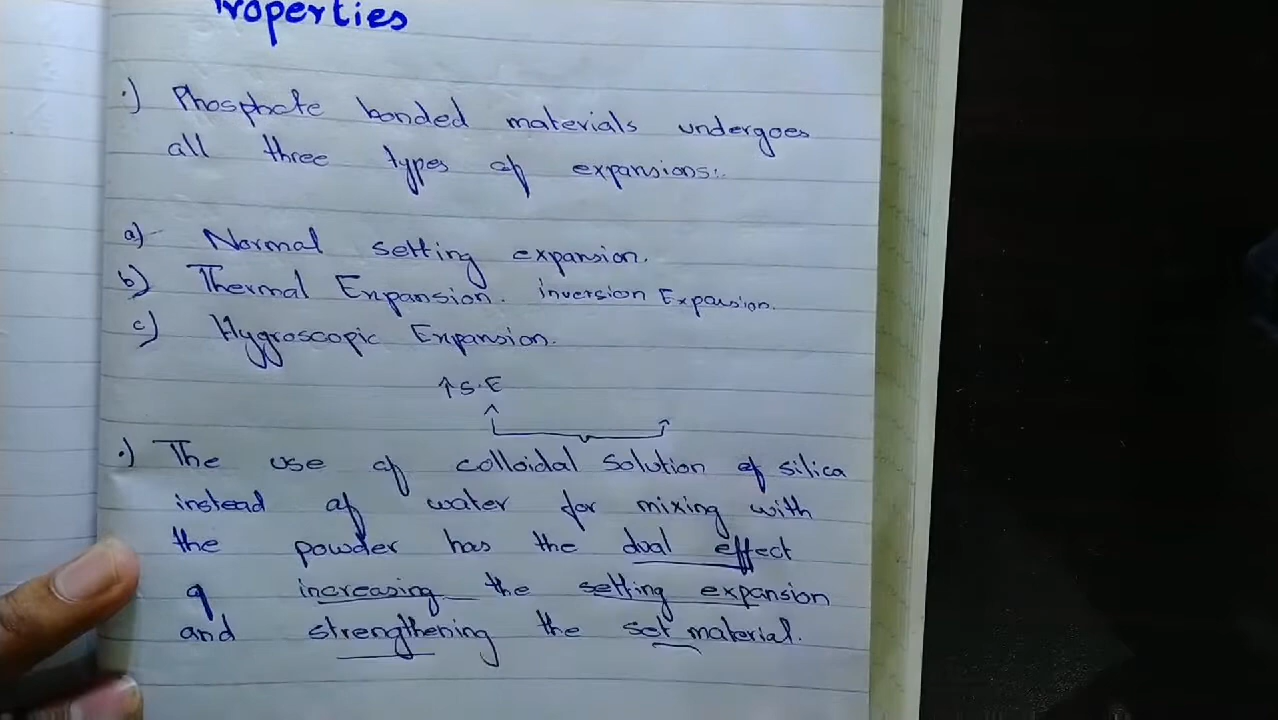 Properties
.) Phosphate bonded materials undergoes
all three types of expansions:.
a) Normal setting expansion.
b) Thermal Expansion. inversion Expansion.
c) Hygroscopic Expansion.
↑ S.E
.) The use of colloidal solution of silica
instead of water for mixing with
the powder has the dual effect
of increasing the setting expansion
and strengthening the set material.